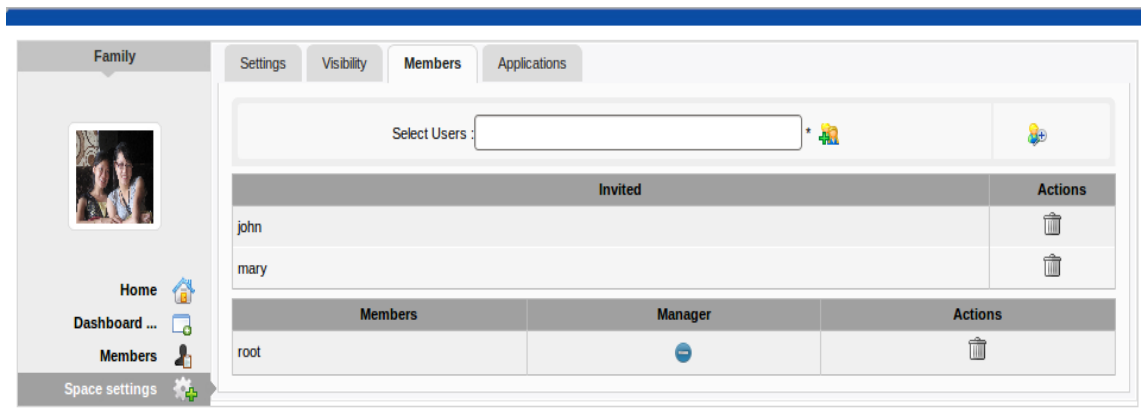 Family
Settings Visibility Members Applications
Select Users : *
Invited Actions
john
mary
Members Manager Actions
root
Home
Dashboard ...
Members
Space settings